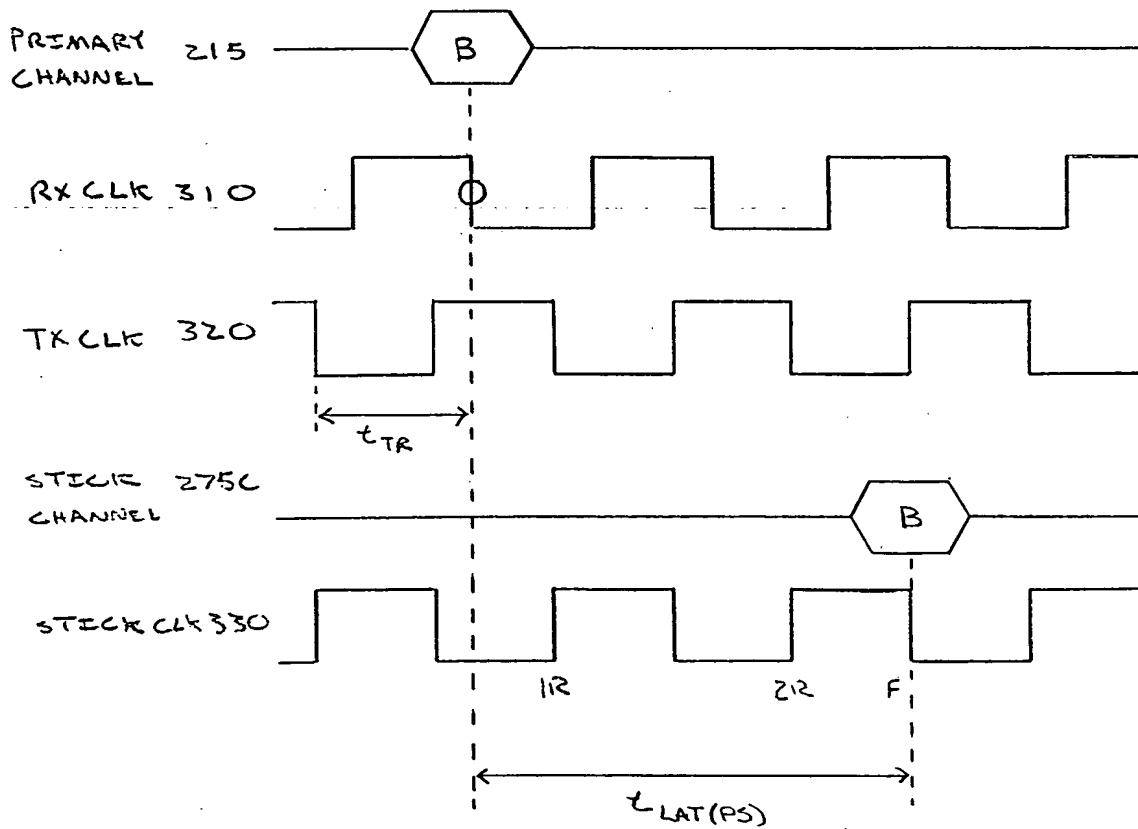 PRIMARY CHANNEL 215
B
RX CLK 310
TX CLK 320
tTR
STICK CHANNEL 275C
B
STICK CLK 330
1R 2R F
tLAT(PS)